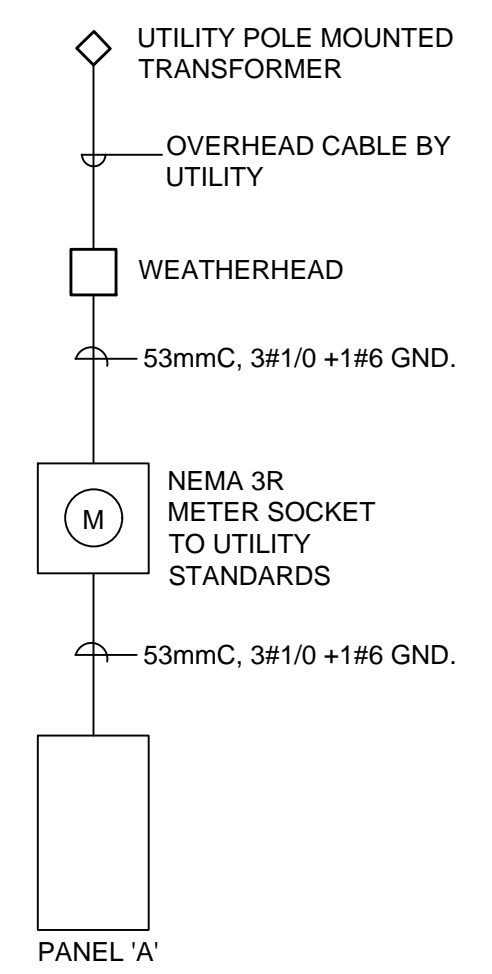 UTILITY POLE MOUNTED
TRANSFORMER
OVERHEAD CABLE BY
UTILITY
WEATHERHEAD
53mmC, 3#1/0 +1#6 GND.
NEMA 3R
METER SOCKET
TO UTILITY
STANDARDS
M
53mmC, 3#1/0 +1#6 GND.
PANEL 'A'